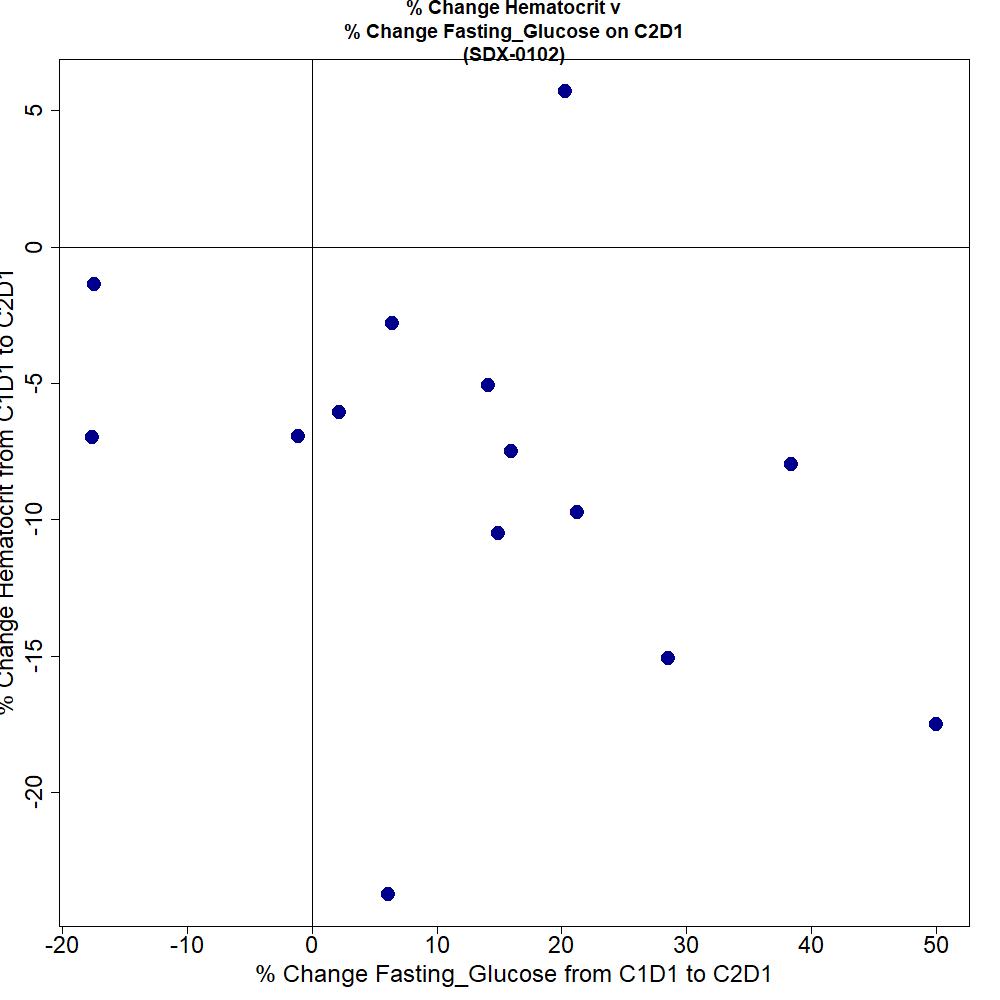 % Change Hematocrit v
% Change Fasting_Glucose on C2D1
(SDX-0102)
% Change Hematocrit from C1D1 to C2D1
5
0
-5
-10
-15
-20
-20 -10 0 10 20 30 40 50
% Change Fasting_Glucose from C1D1 to C2D1